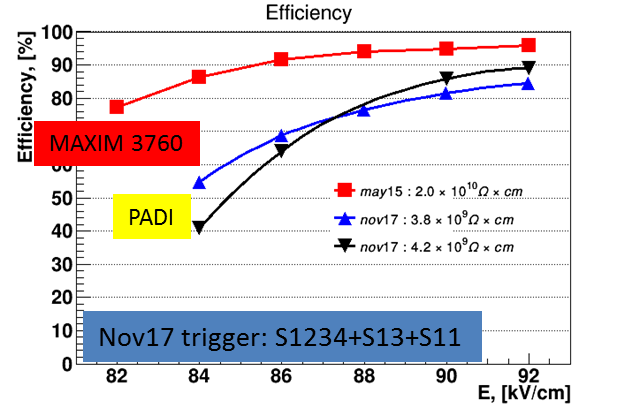 Efficiency
Efficiency, [%]
100
90
80
60
50
40
30
20
10
0
MAXIM 3760
PADI
may15 : 2.0 × 10¹⁰Ω × cm
nov17 : 3.8 × 10⁹Ω × cm
nov17 : 4.2 × 10⁹Ω × cm
Nov17 trigger: S1234+S13+S11
82 84 86 88 90 92
E, [kV/cm]